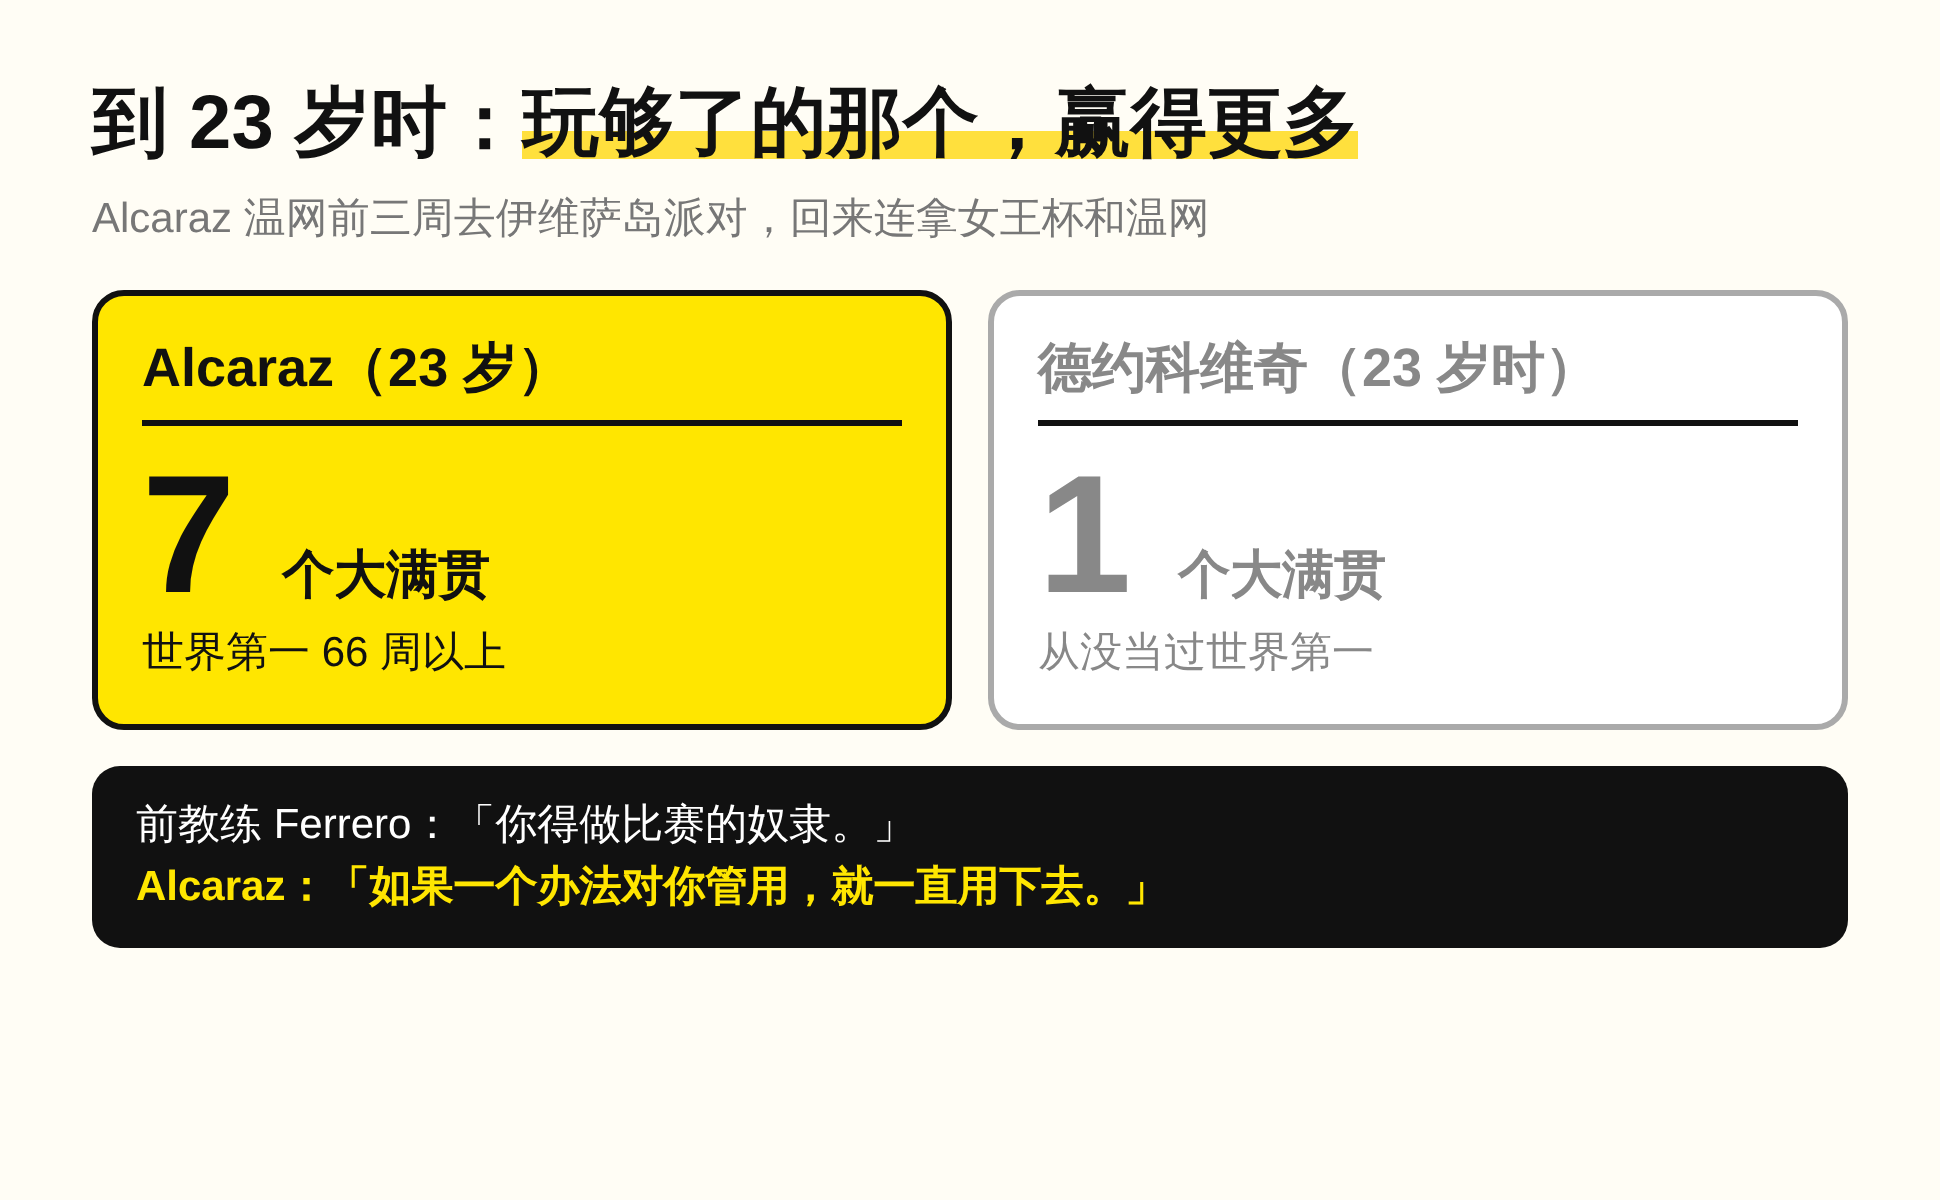 到 23 岁时：玩够了的那个，赢得更多
Alcaraz 温网前三周去伊维萨岛派对，回来连拿女王杯和温网
Alcaraz（23 岁）
7 个大满贯
世界第一 66 周以上
德约科维奇（23 岁时）
1 个大满贯
从没当过世界第一
前教练 Ferrero：「你得做比赛的奴隶。」
Alcaraz：「如果一个办法对你管用，就一直用下去。」